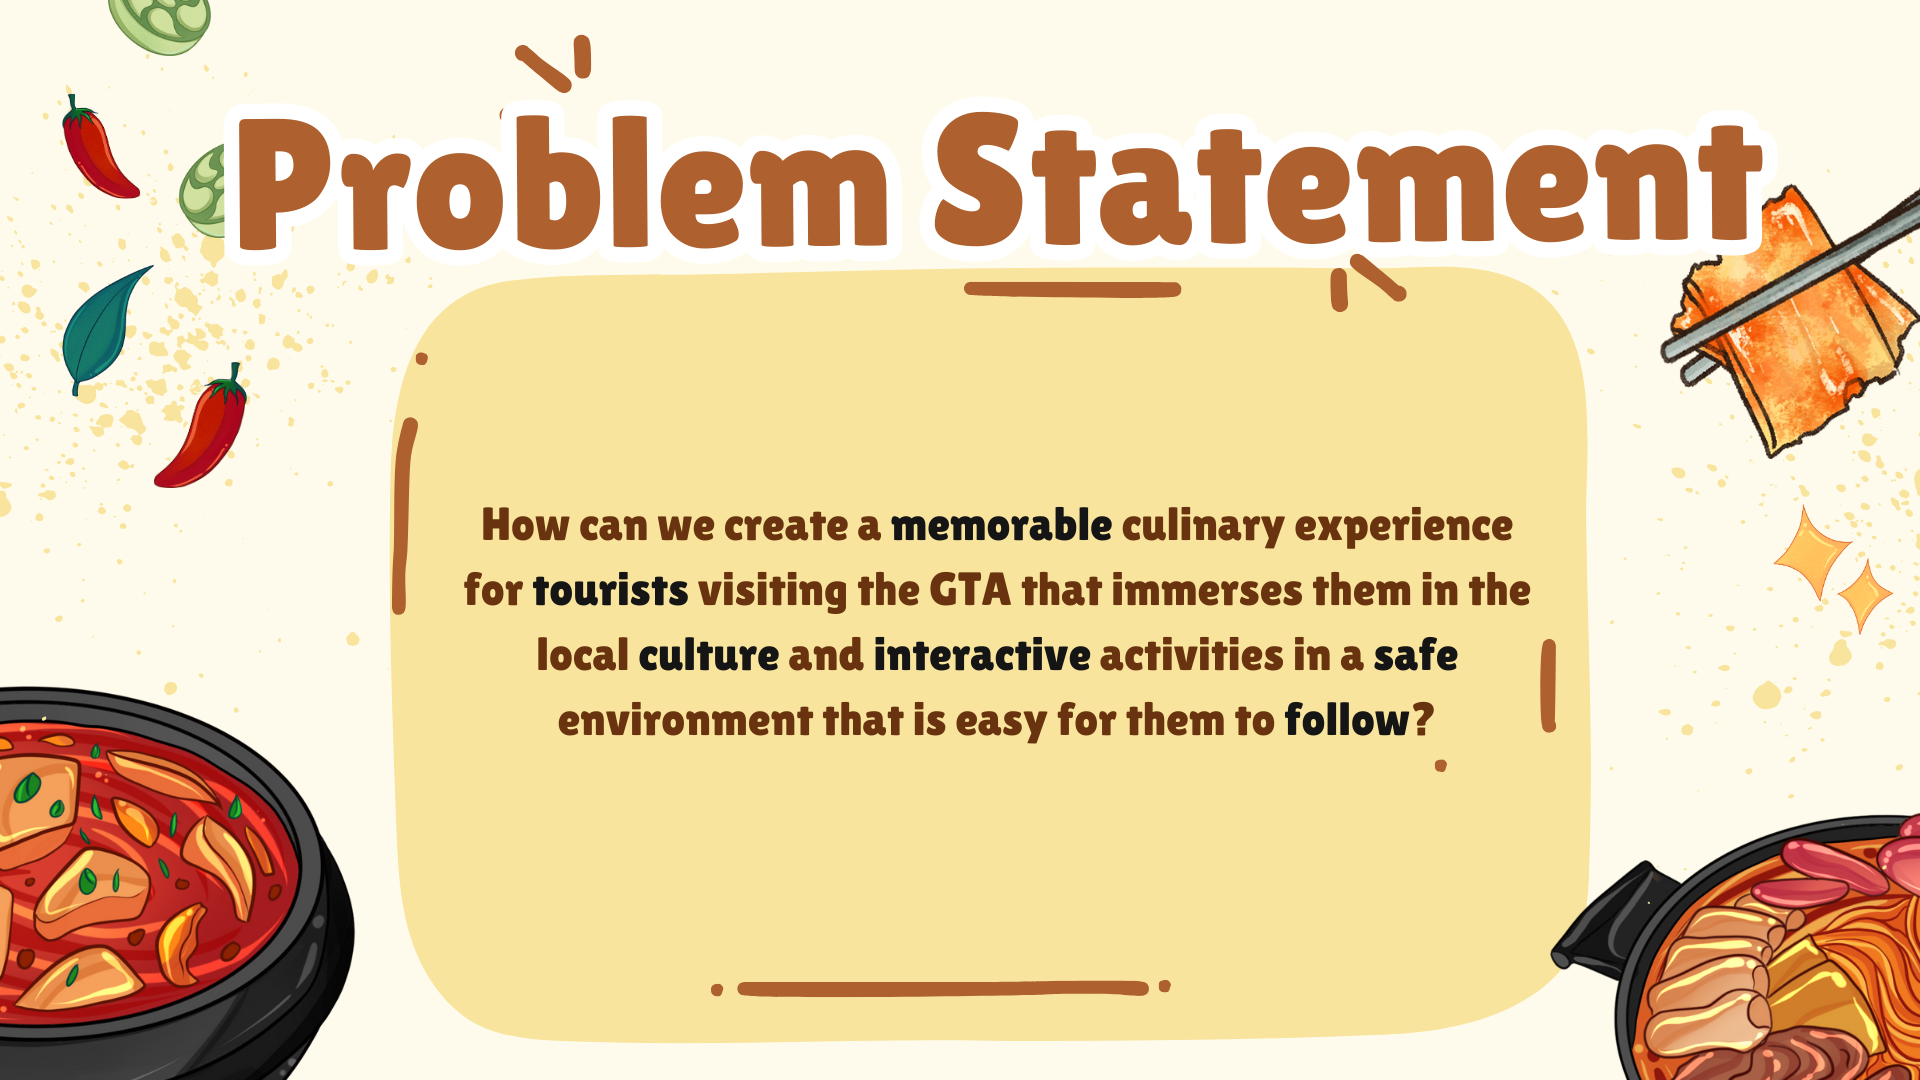 Problem Statement
How can we create a memorable culinary experience
for tourists visiting the GTA that immerses them in the
local culture and interactive activities in a safe
environment that is easy for them to follow?